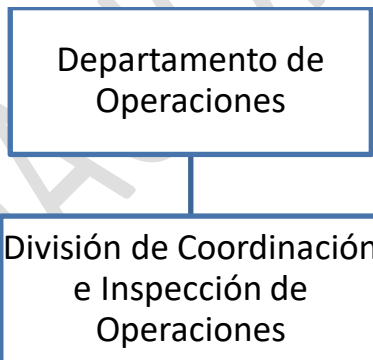 Departamento de
Operaciones
División de Coordinación
e Inspección de
Operaciones